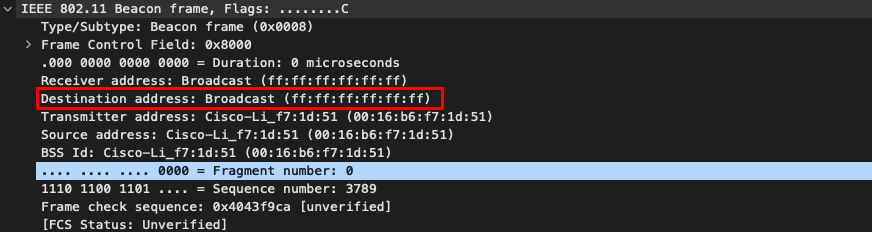 IEEE 802.11 Beacon frame, Flags: ........C
Type/Subtype: Beacon frame (0x0008)
Frame Control Field: 0x8000
.000 0000 0000 0000 = Duration: 0 microseconds
Receiver address: Broadcast (ff:ff:ff:ff:ff:ff)
Destination address: Broadcast (ff:ff:ff:ff:ff:ff)
Transmitter address: Cisco-Li_f7:1d:51 (00:16:b6:f7:1d:51)
Source address: Cisco-Li_f7:1d:51 (00:16:b6:f7:1d:51)
BSS Id: Cisco-Li_f7:1d:51 (00:16:b6:f7:1d:51)
.... .... .... 0000 = Fragment number: 0
1110 1100 1101 .... = Sequence number: 3789
Frame check sequence: 0x4043f9ca [unverified]
[FCS Status: Unverified]